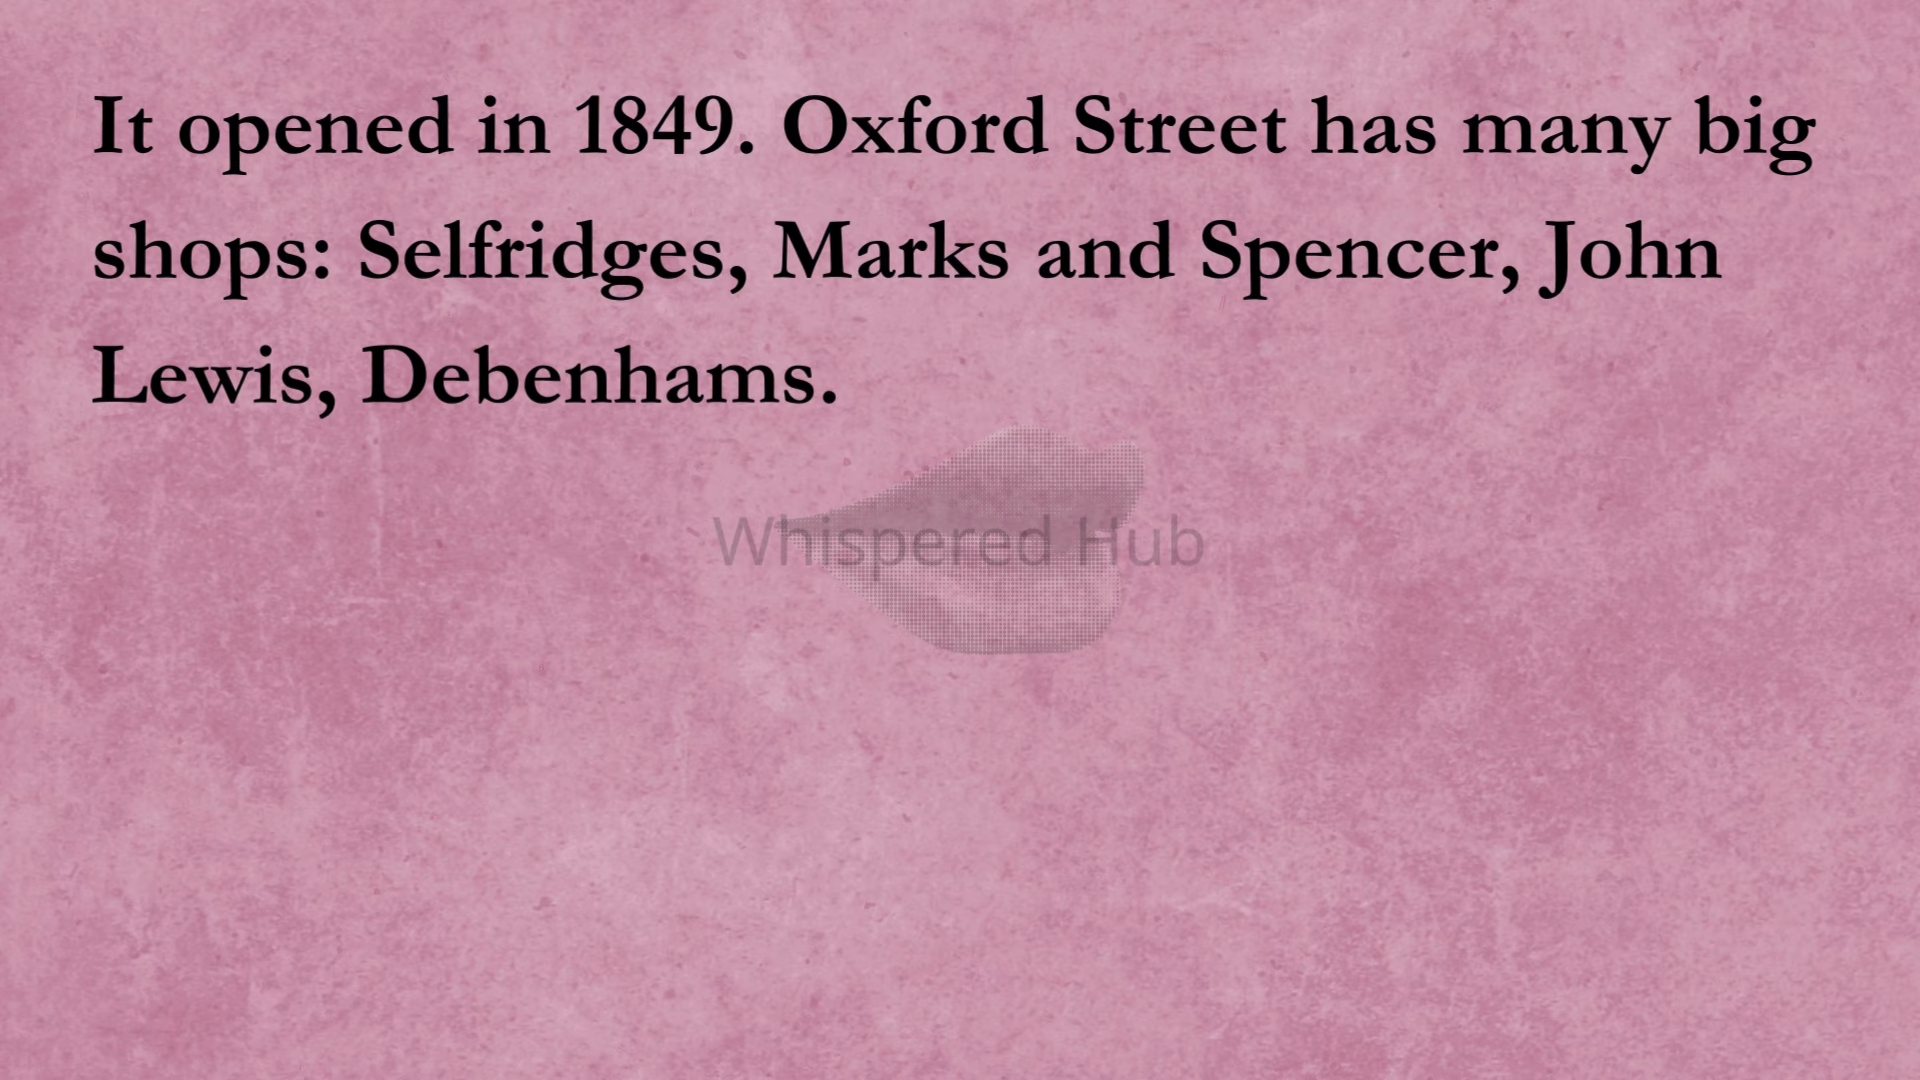 It opened in 1849. Oxford Street has many big
shops: Selfridges, Marks and Spencer, John
Lewis, Debenhams.
Whispered Hub